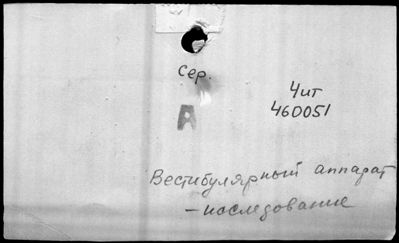 Сер.
А
Чит
460051
Вестибулярный аппарат
- исследование